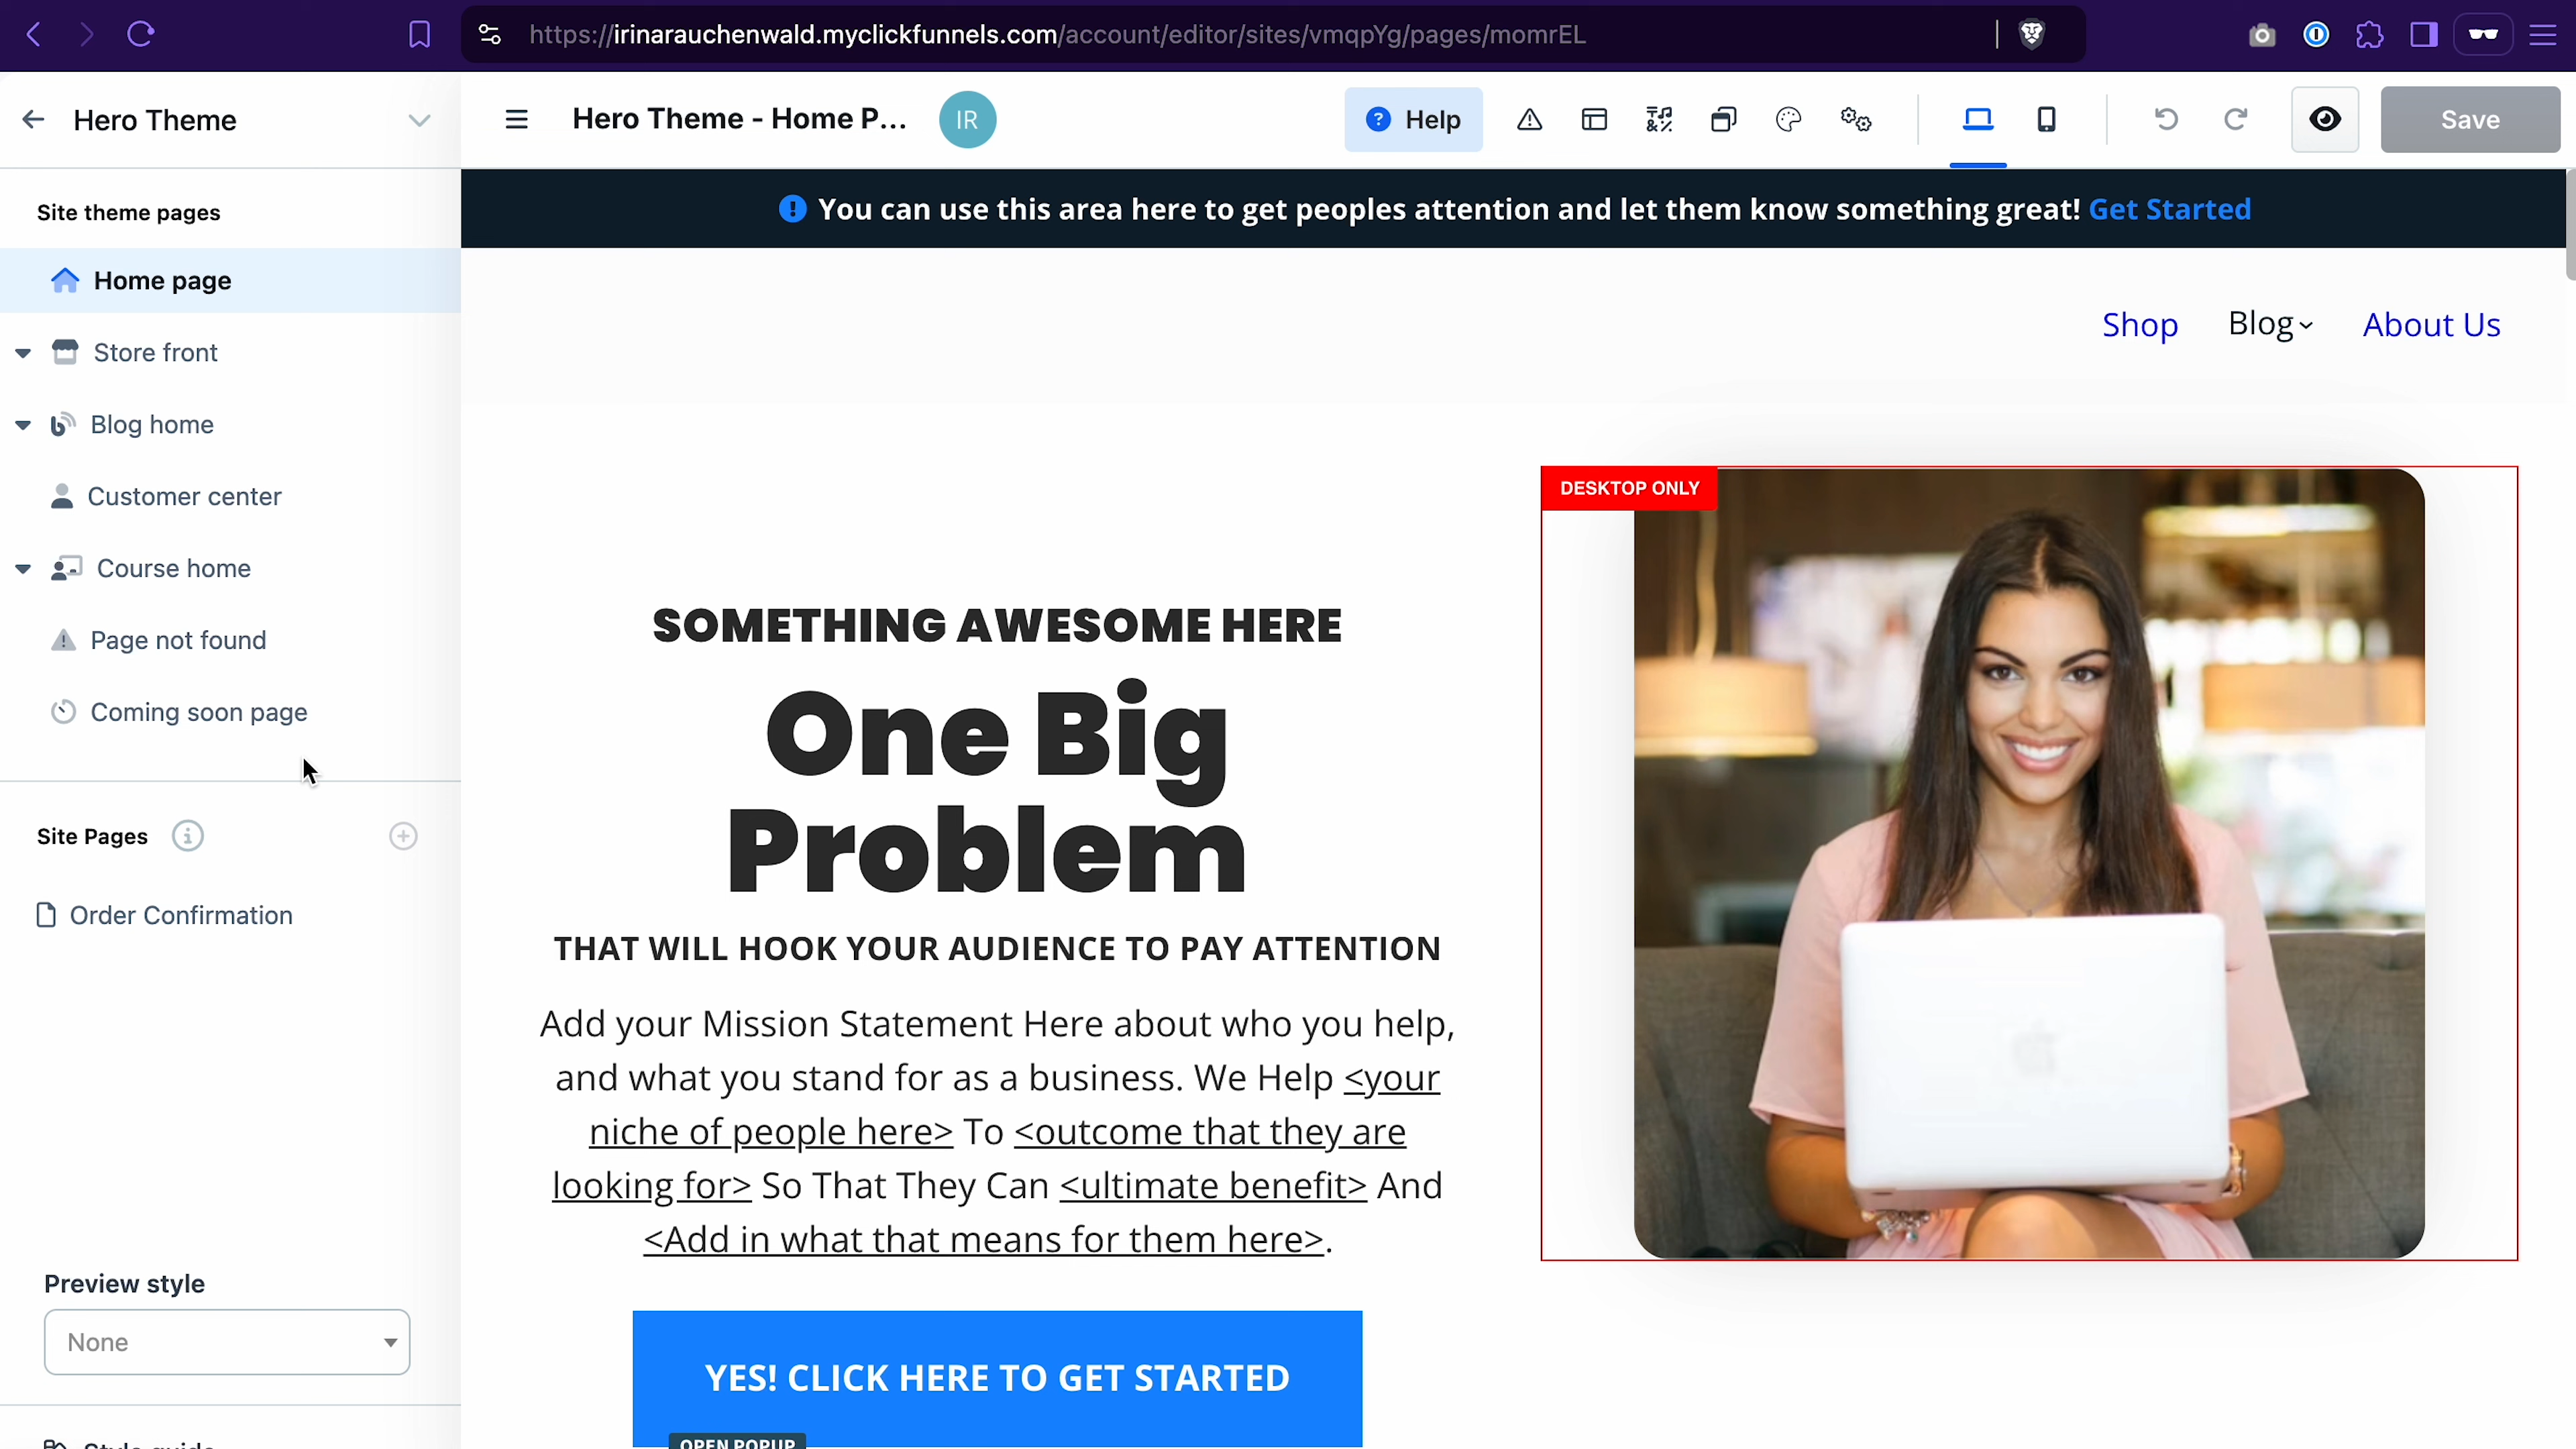 https://irinarauchenwald.myclickfunnels.com/account/editor/sites/vmqpYg/pages/momrEL
Hero Theme
Hero Theme - Home P...
IR
? Help
Save
Site theme pages
Home page
Store front
Blog home
Customer center
Course home
Page not found
Coming soon page
Site Pages
Order Confirmation
Preview style
None
Style guide
You can use this area here to get peoples attention and let them know something great! Get Started
Shop
Blog
About Us
DESKTOP ONLY
SOMETHING AWESOME HERE
One Big
Problem
THAT WILL HOOK YOUR AUDIENCE TO PAY ATTENTION
Add your Mission Statement Here about who you help,
and what you stand for as a business. We Help <your
niche of people here> To <outcome that they are
looking for> So That They Can <ultimate benefit> And
<Add in what that means for them here>.
YES! CLICK HERE TO GET STARTED
OPEN POPUP